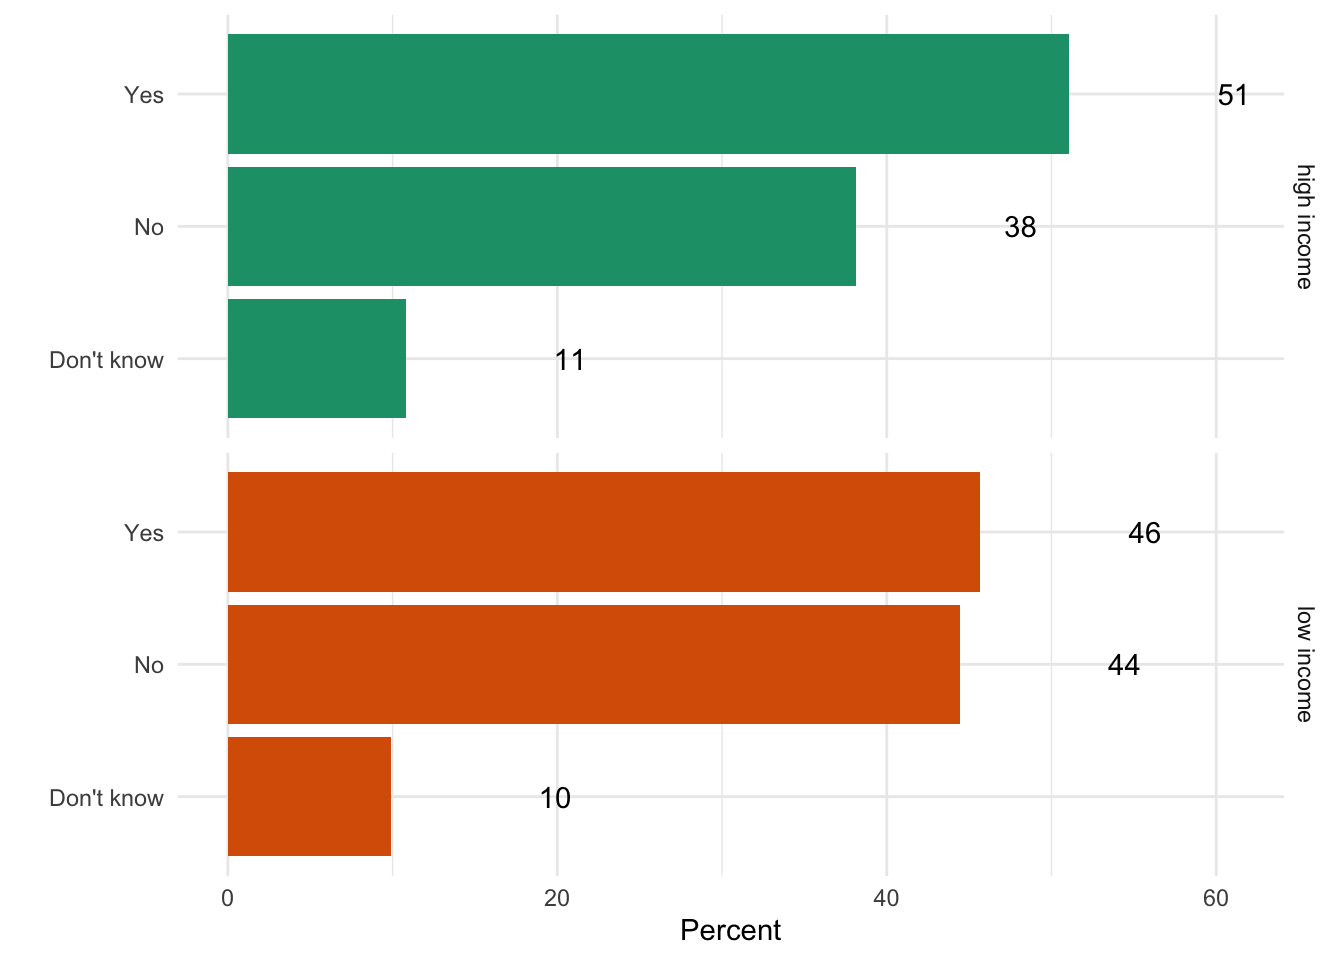 Yes 51
No 38
Don't know 11
high income
Yes 46
No 44
Don't know 10
low income
0 20 40 60
Percent